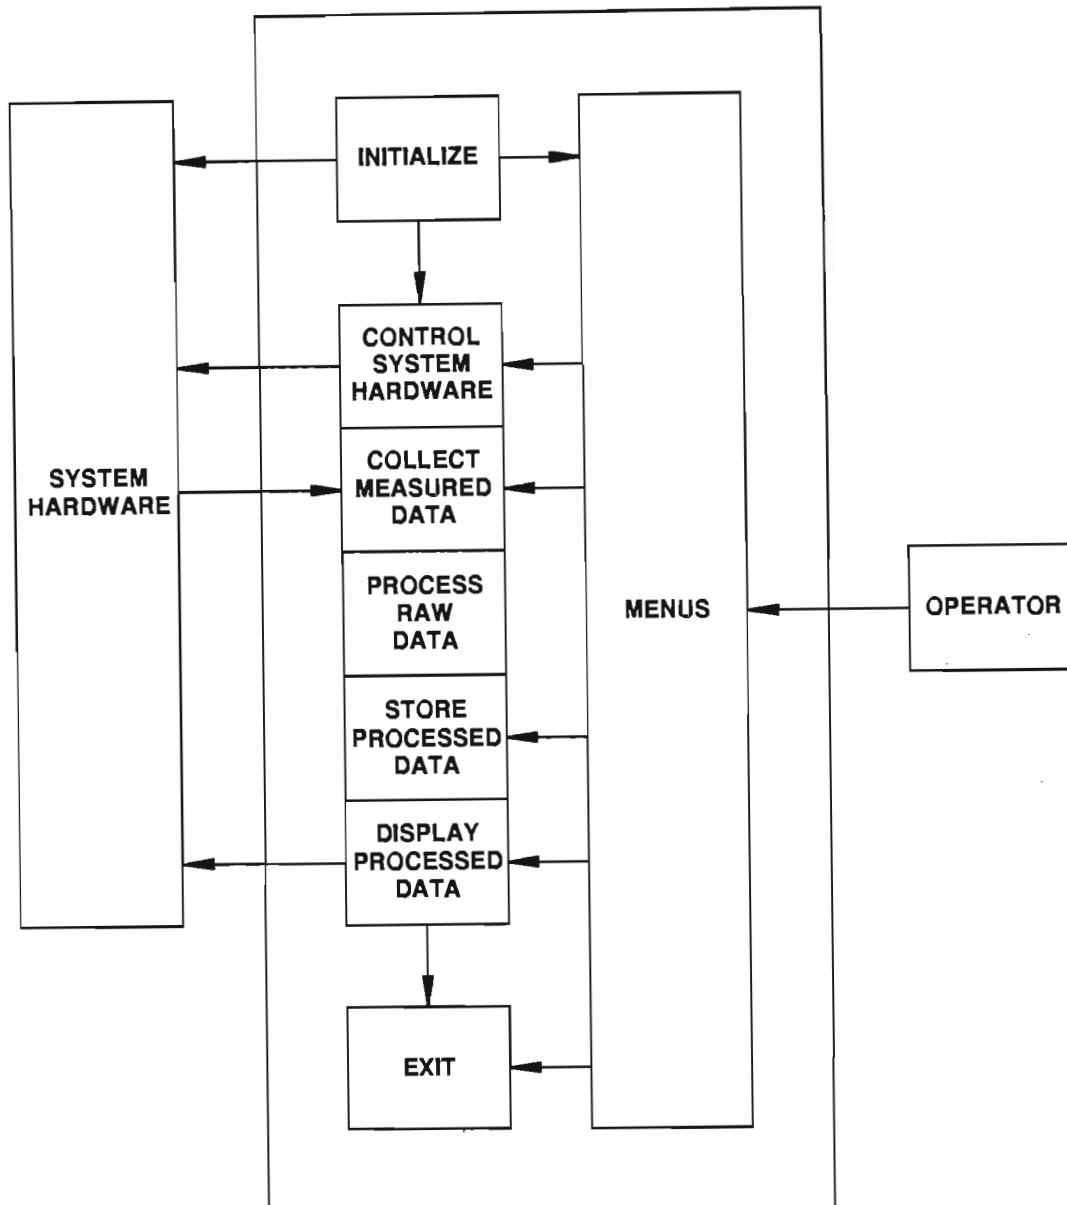 INITIALIZE
CONTROL
SYSTEM
HARDWARE
COLLECT
MEASURED
DATA
PROCESS
RAW
DATA
STORE
PROCESSED
DATA
DISPLAY
PROCESSED
DATA
EXIT
SYSTEM
HARDWARE
MENUS
OPERATOR